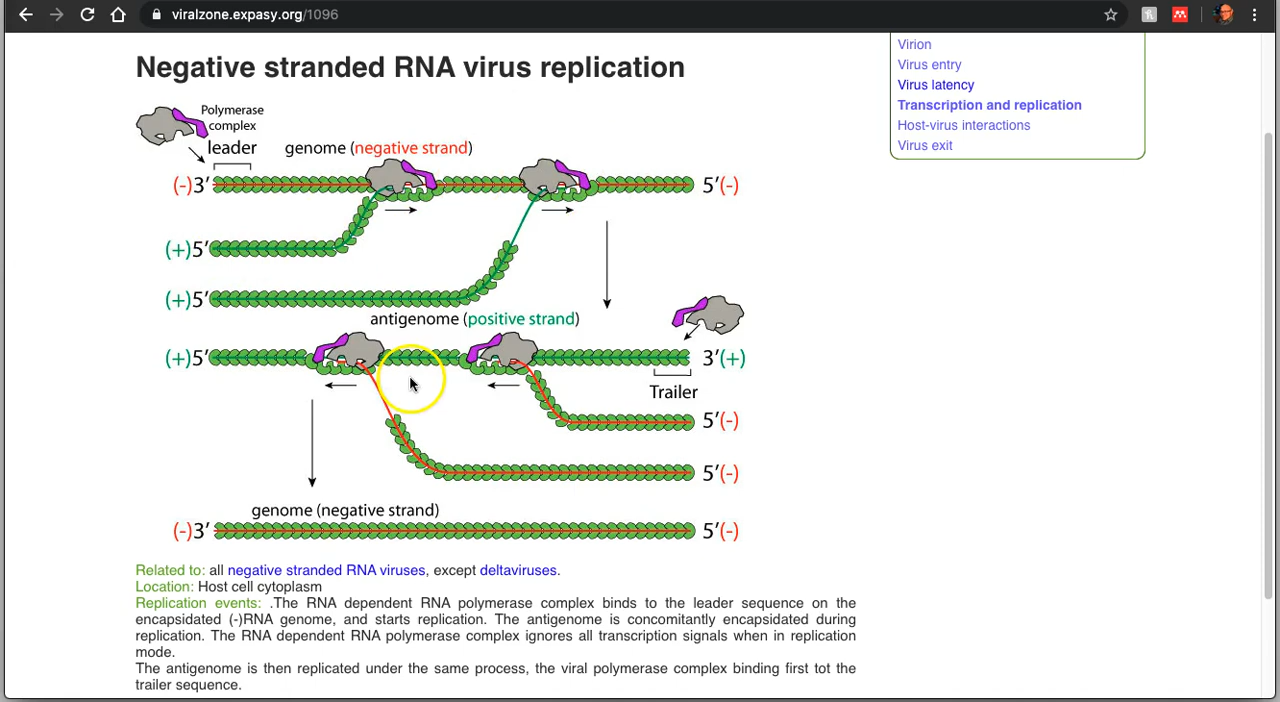 viralzone.expasy.org/1096
Virion
Virus entry
Virus latency
Transcription and replication
Host-virus interactions
Virus exit
Negative stranded RNA virus replication
Polymerase
complex
leader
genome (negative strand)
(-)3′ 5′(-)
(+)5′
(+)5′
antigenome (positive strand)
(+)5′ 3′(+)
Trailer
5′(-)
5′(-)
genome (negative strand)
(-)3′ 5′(-)
Related to: all negative stranded RNA viruses, except deltaviruses.
Location: Host cell cytoplasm
Replication events: .The RNA dependent RNA polymerase complex binds to the leader sequence on the
encapsidated (-)RNA genome, and starts replication. The antigenome is concomitantly encapsidated during
replication. The RNA dependent RNA polymerase complex ignores all transcription signals when in replication
mode.
The antigenome is then replicated under the same process, the viral polymerase complex binding first tot the
trailer sequence.